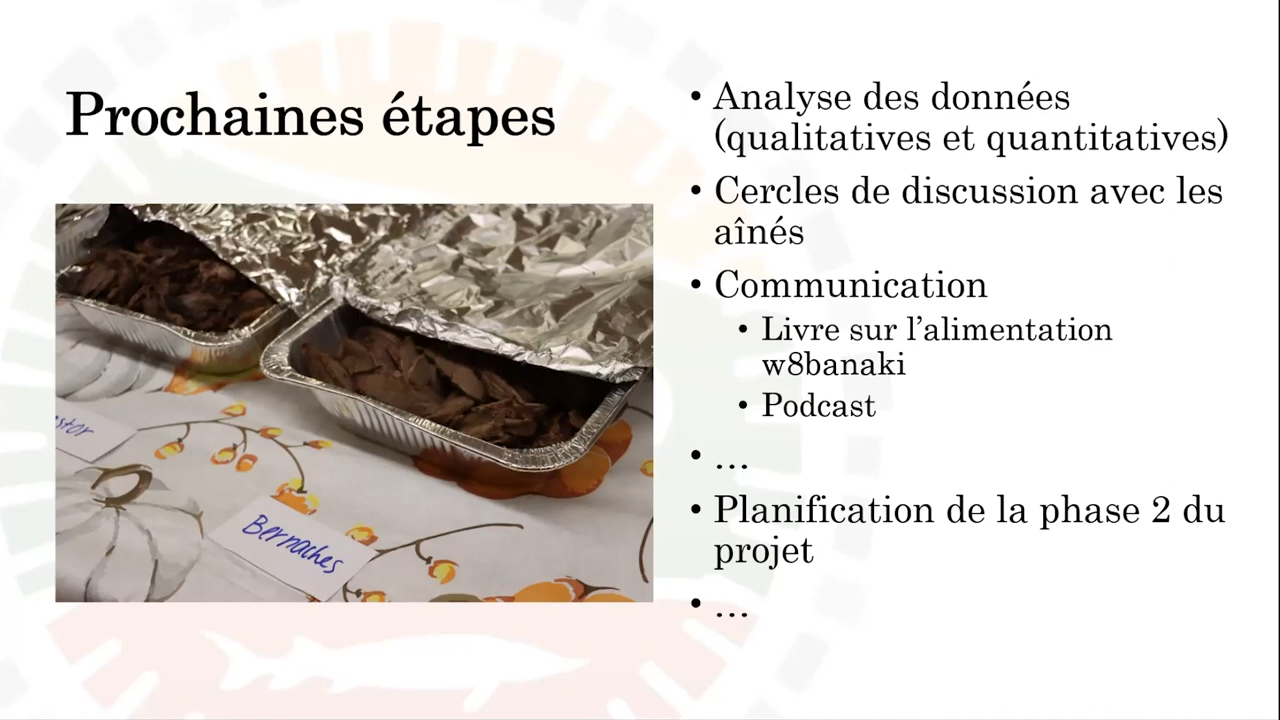 Prochaines étapes
• Analyse des données
(qualitatives et quantitatives)
• Cercles de discussion avec les
aînés
• Communication
• Livre sur l’alimentation
w8banaki
• Podcast
• …
• Planification de la phase 2 du
projet
• …
Bernaches